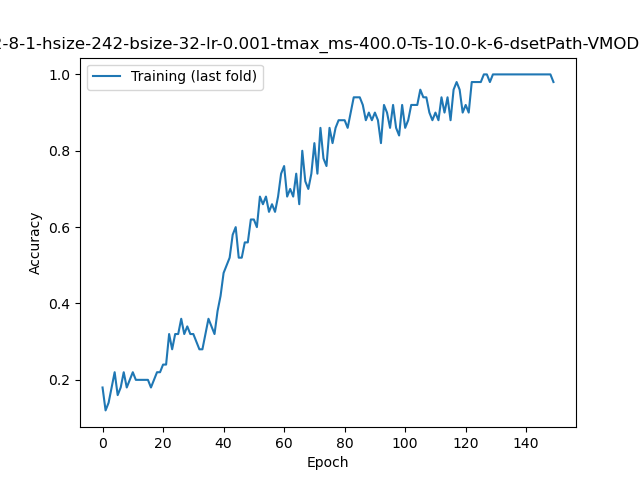 -8-1-hsize-242-bsize-32-lr-0.001-tmax_ms-400.0-Ts-10.0-k-6-dsetPath-VMOD
Training (last fold)
1.0
0.8
0.6
0.4
0.2
Accuracy
0 20 40 60 80 100 120 140
Epoch